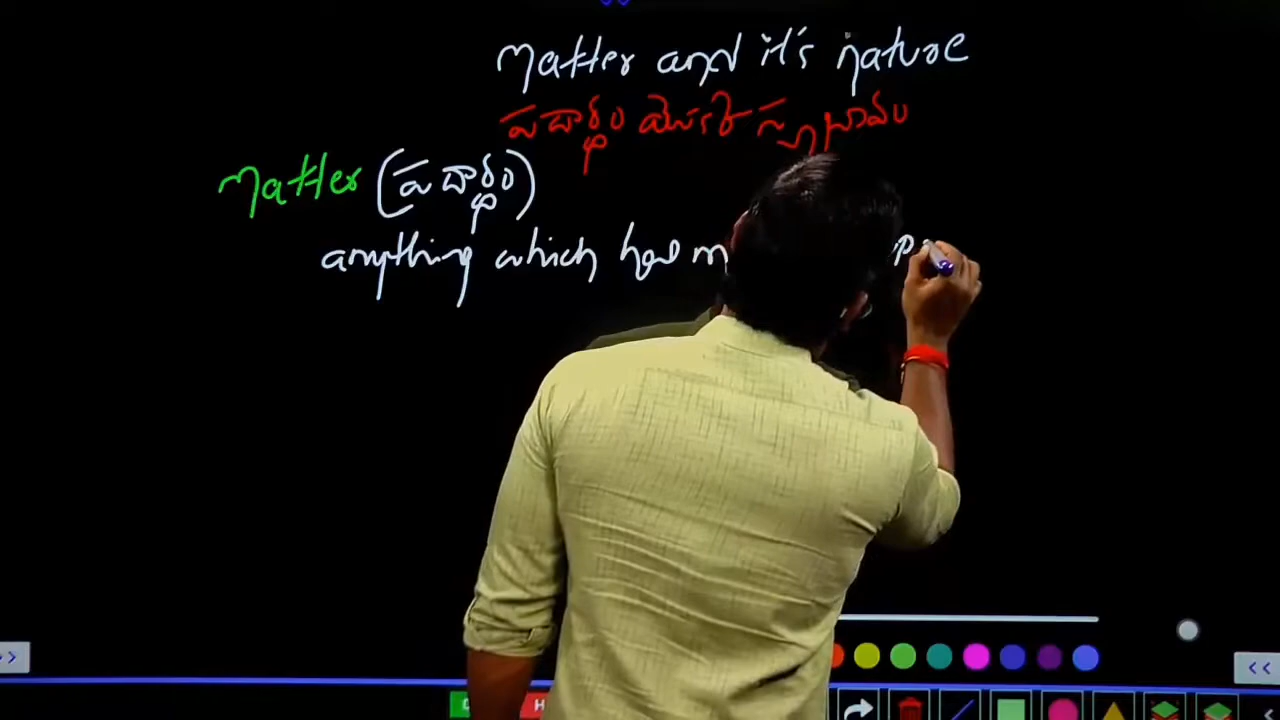 Matter and it's nature
పదార్థం యొక్క స్వభావం
Matter (పదార్థం)
anything which has